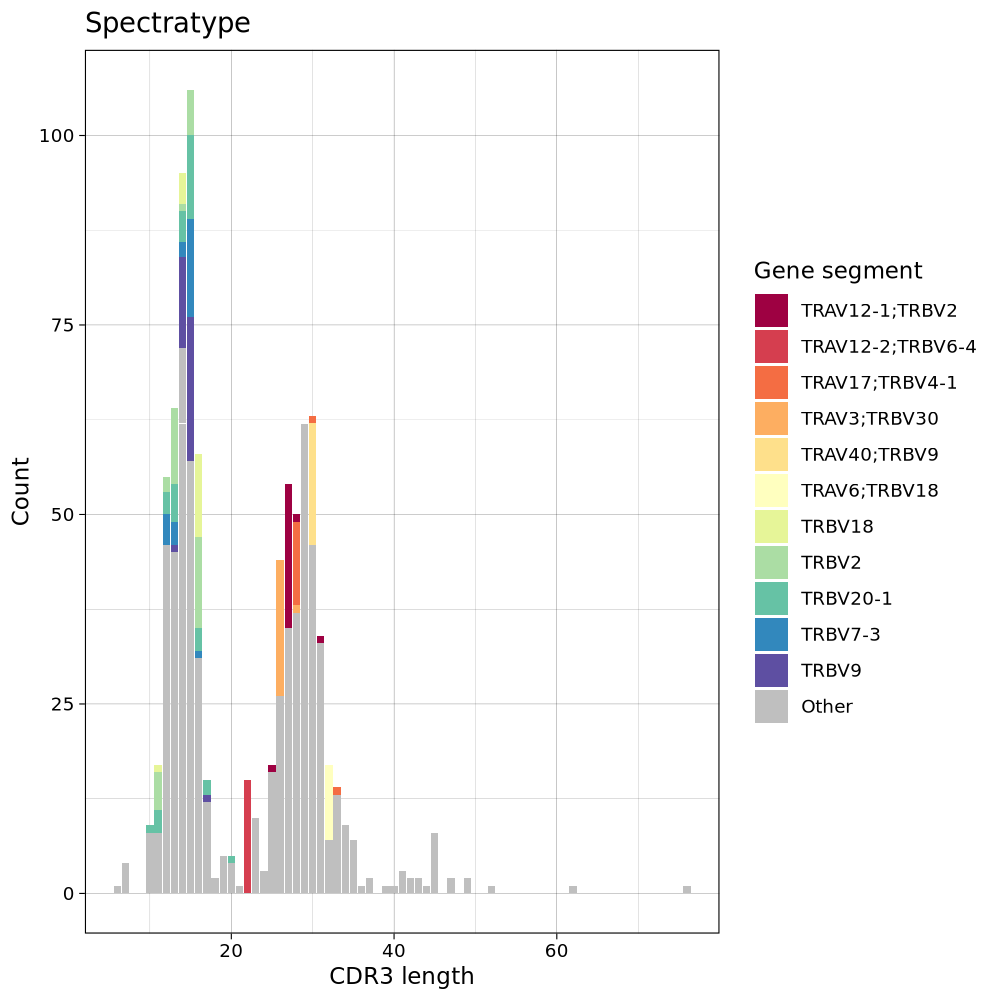 Spectratype
Count
100
75
50
25
0
20
40
60
CDR3 length
Gene segment
TRAV12-1;TRBV2
TRAV12-2;TRBV6-4
TRAV17;TRBV4-1
TRAV3;TRBV30
TRAV40;TRBV9
TRAV6;TRBV18
TRBV18
TRBV2
TRBV20-1
TRBV7-3
TRBV9
Other